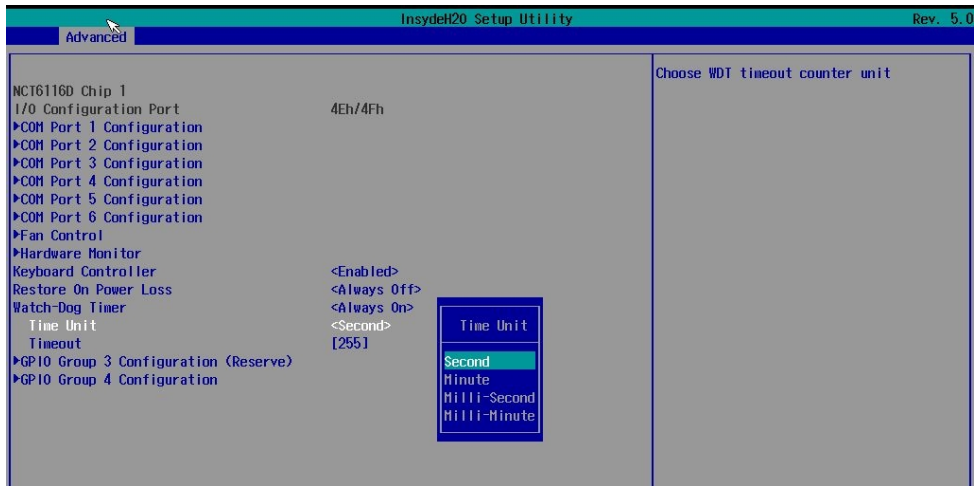 InsydeH20 Setup Utility Rev. 5.0
Advanced
Choose WDT timeout counter unit
NCT6116D Chip 1
I/O Configuration Port 4Eh/4Fh
▶COM Port 1 Configuration
▶COM Port 2 Configuration
▶COM Port 3 Configuration
▶COM Port 4 Configuration
▶COM Port 5 Configuration
▶COM Port 6 Configuration
▶Fan Control
▶Hardware Monitor
Keyboard Controller <Enabled>
Restore On Power Loss <Always Off>
Watch-Dog Timer <Always On>
Time Unit <Second>
Timeout [255]
▶GPIO Group 3 Configuration (Reserve)
▶GPIO Group 4 Configuration
Time Unit
Second
Minute
Milli-Second
Milli-Minute